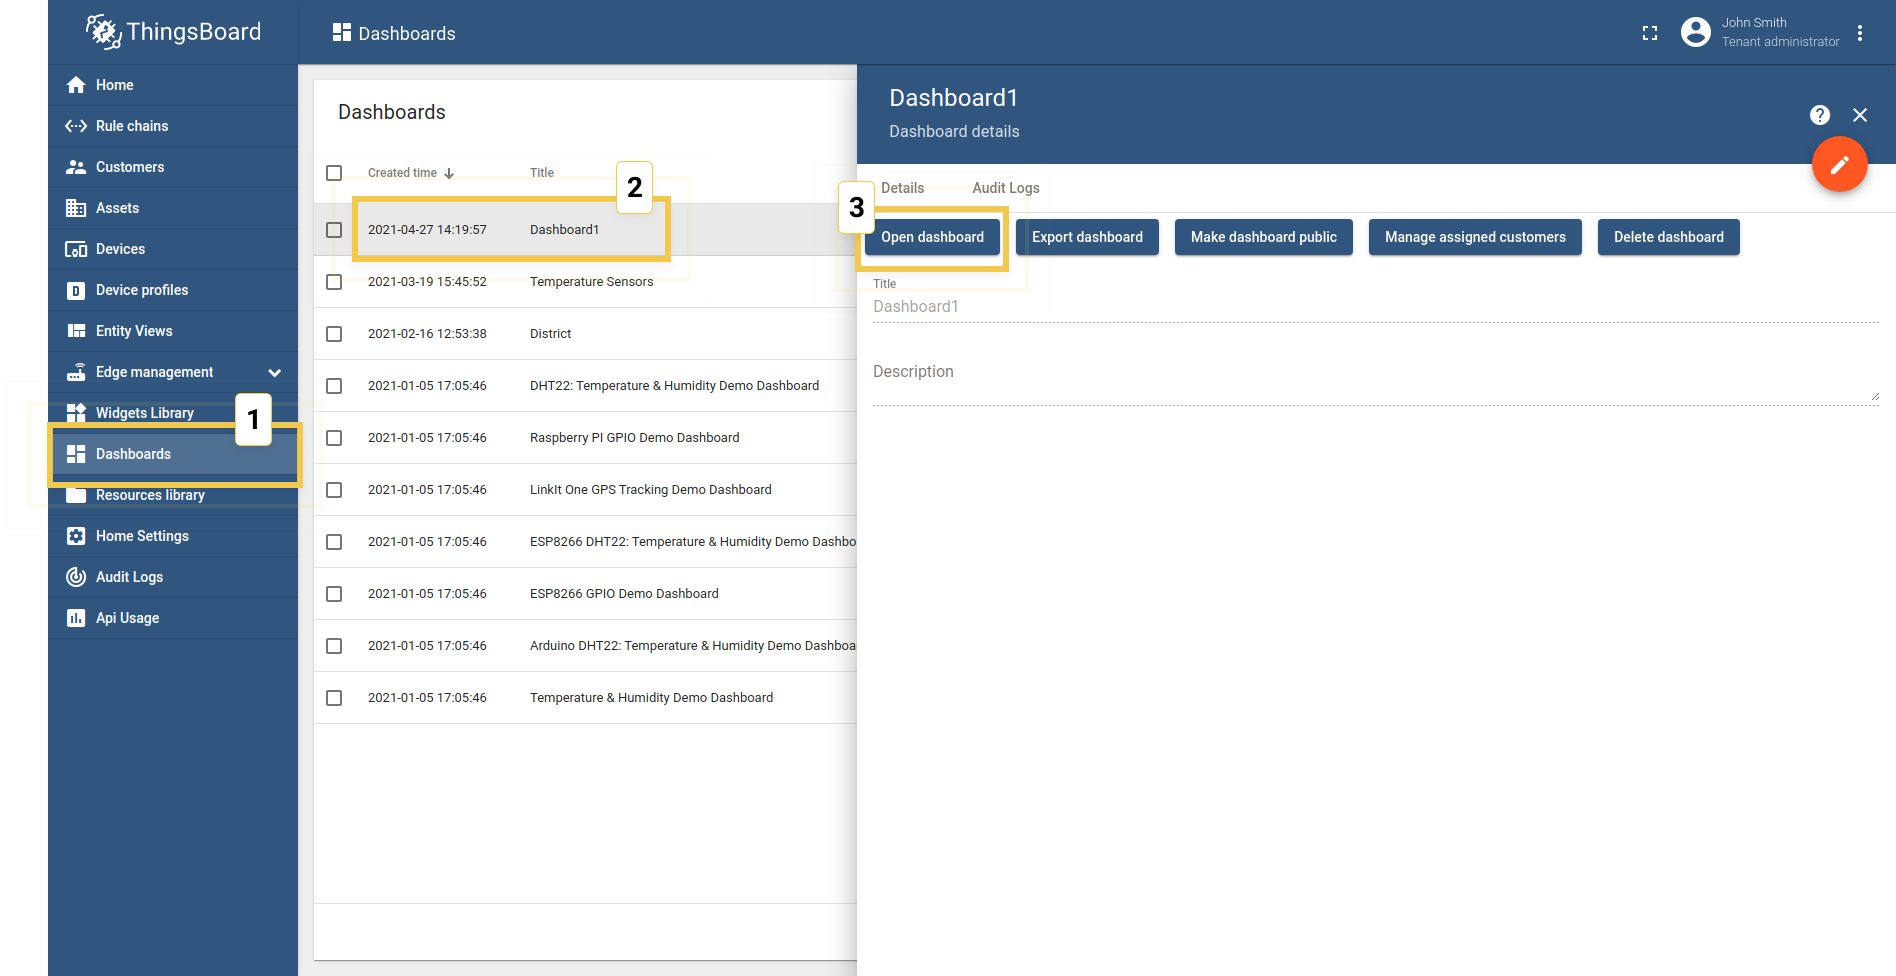 ThingsBoard
Dashboards
John Smith
Tenant administrator
Home
Rule chains
Customers
Assets
Devices
Device profiles
Entity Views
Edge management
Widgets Library
1
Dashboards
Resources library
Home Settings
Audit Logs
Api Usage
Dashboards
Created time Title
2
2021-04-27 14:19:57 Dashboard1
2021-03-19 15:45:52 Temperature Sensors
2021-02-16 12:53:38 District
2021-01-05 17:05:46 DHT22: Temperature & Humidity Demo Dashboard
2021-01-05 17:05:46 Raspberry PI GPIO Demo Dashboard
2021-01-05 17:05:46 LinkIt One GPS Tracking Demo Dashboard
2021-01-05 17:05:46 ESP8266 DHT22: Temperature & Humidity Demo Dashbo
2021-01-05 17:05:46 ESP8266 GPIO Demo Dashboard
2021-01-05 17:05:46 Arduino DHT22: Temperature & Humidity Demo Dashboa
2021-01-05 17:05:46 Temperature & Humidity Demo Dashboard
Dashboard1
Dashboard details
?
Details Audit Logs
3
Open dashboard Export dashboard Make dashboard public Manage assigned customers Delete dashboard
Title
Dashboard1
Description